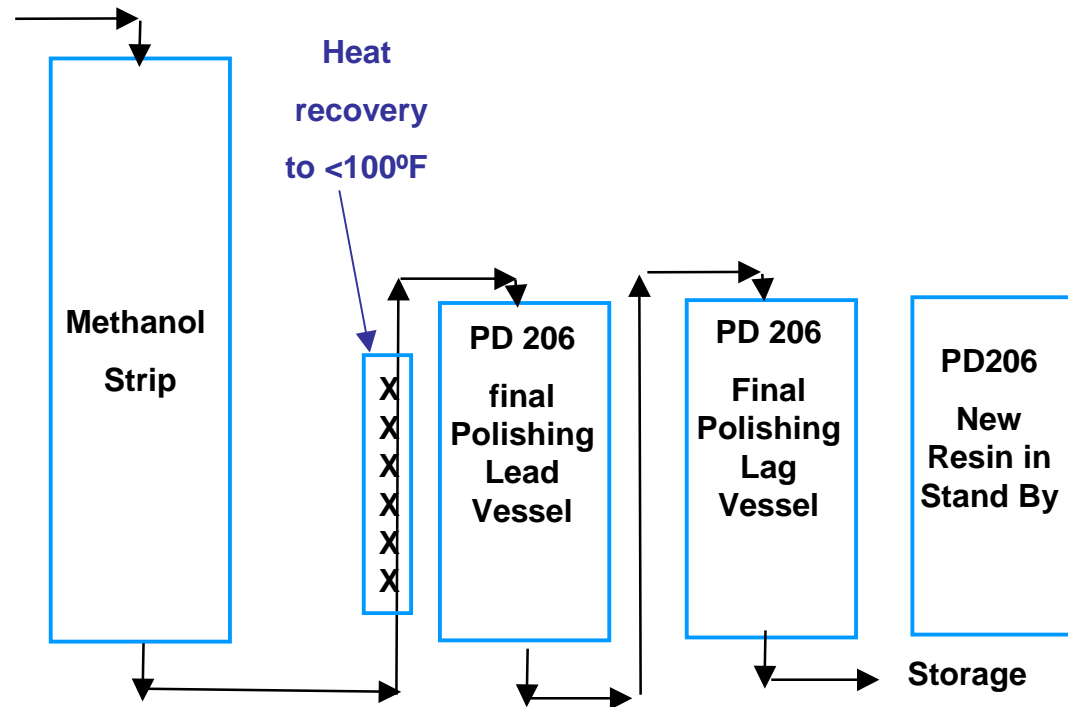 Heat
recovery
to <100ºF
Methanol
Strip
X
X
X
X
X
X
PD 206
final
Polishing
Lead
Vessel
PD 206
Final
Polishing
Lag
Vessel
PD206
New
Resin in
Stand By
Storage